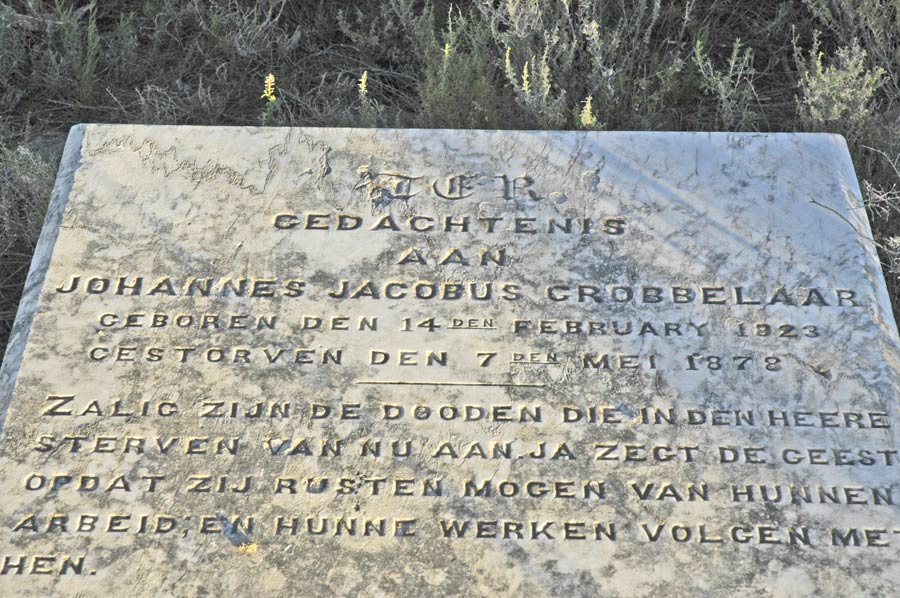 TER
GEDACHTENIS
AAN
JOHANNES JACOBUS GROBBELAAR
GEBOREN DEN 14DEN FEBRUARY 1823
GESTORVEN DEN 7DEN MEI 1878
ZALIG ZIJN DE DOODEN DIE IN DEN HEERE
STERVEN VAN NU AAN. JA ZEGT DE GEEST
OPDAT ZIJ RUSTEN MOGEN VAN HUNNEN
ARBEID; EN HUNNE WERKEN VOLGEN MET
HEN.